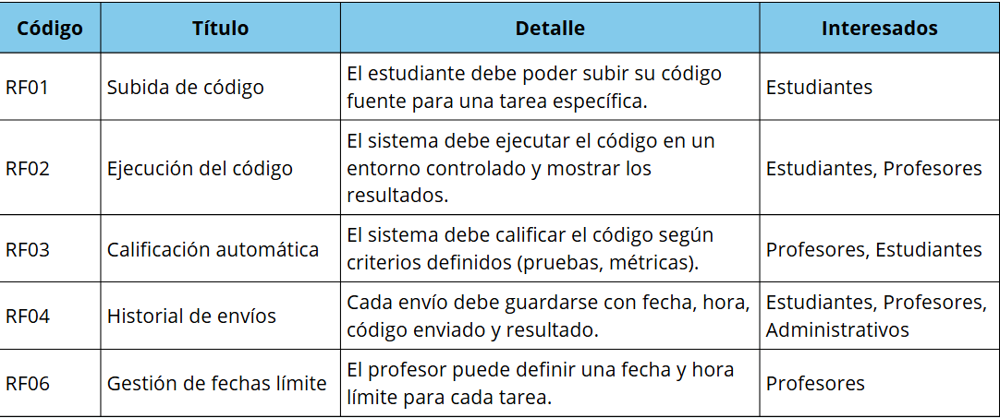 Código Título Detalle Interesados
RF01 Subida de código El estudiante debe poder subir su código
fuente para una tarea específica. Estudiantes
RF02 Ejecución del código El sistema debe ejecutar el código en un
entorno controlado y mostrar los
resultados. Estudiantes, Profesores
RF03 Calificación automática El sistema debe calificar el código según
criterios definidos (pruebas, métricas). Profesores, Estudiantes
RF04 Historial de envíos Cada envío debe guardarse con fecha, hora,
código enviado y resultado. Estudiantes, Profesores,
Administrativos
RF06 Gestión de fechas límite El profesor puede definir una fecha y hora
límite para cada tarea. Profesores